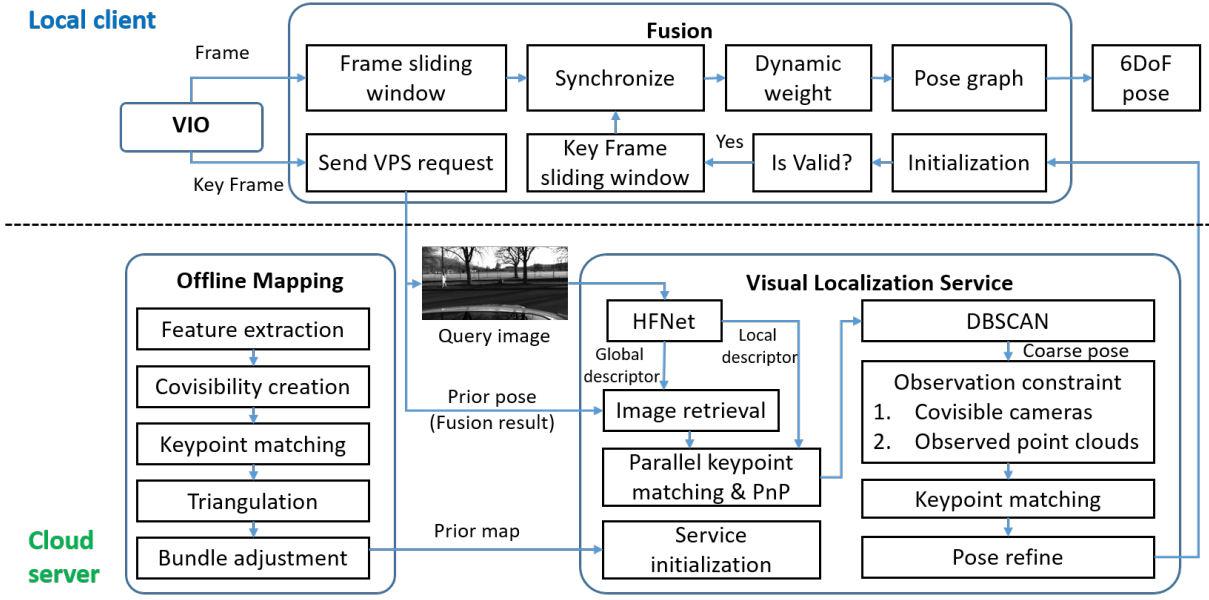 Local client
Fusion
Frame
Frame sliding
window
Synchronize
Dynamic
weight
Pose graph
6DoF
pose
VIO
Key Frame
Send VPS request
Key Frame
sliding window
Yes
Is Valid?
Initialization
Offline Mapping
Feature extraction
Covisibility creation
Keypoint matching
Triangulation
Bundle adjustment
Cloud
server
Query image
Prior pose
(Fusion result)
Prior map
Visual Localization Service
HFNet
Global
descriptor
Local
descriptor
Image retrieval
Parallel keypoint
matching & PnP
Service
initialization
DBSCAN
Coarse pose
Observation constraint
1. Covisible cameras
2. Observed point clouds
Keypoint matching
Pose refine